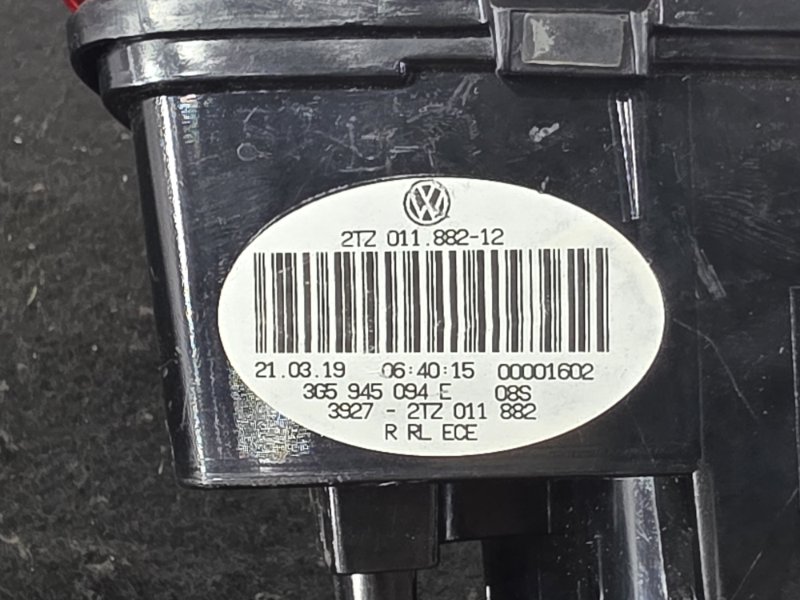 2TZ 011.882-12
21.03.19 06:40:15 00001602
3G5 945 094 E 08S
3927 - 2TZ 011 882
R RL ECE